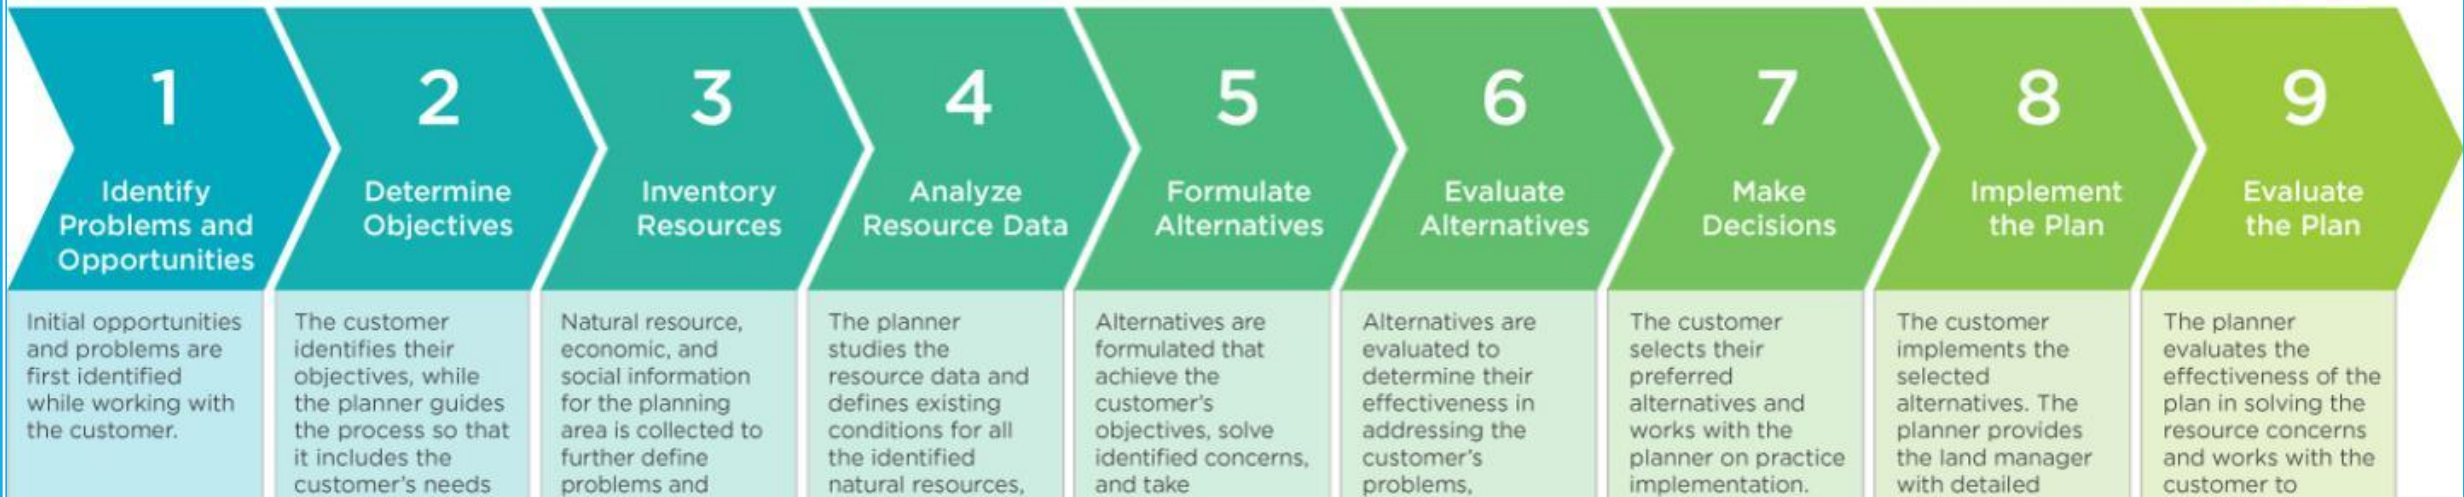 1
Identify
Problems and
Opportunities
Initial opportunities
and problems are
first identified
while working with
the customer.
2
Determine
Objectives
The customer
identifies their
objectives, while
the planner guides
the process so that
it includes the
customer's needs
3
Inventory
Resources
Natural resource,
economic, and
social information
for the planning
area is collected to
further define
problems and
4
Analyze
Resource Data
The planner
studies the
resource data and
defines existing
conditions for all
the identified
natural resources,
5
Formulate
Alternatives
Alternatives are
formulated that
achieve the
customer's
objectives, solve
identified concerns,
and take
6
Evaluate
Alternatives
Alternatives are
evaluated to
determine their
effectiveness in
addressing the
customer's
problems,
7
Make
Decisions
The customer
selects their
preferred
alternatives and
works with the
planner on practice
implementation.
8
Implement
the Plan
The customer
implements the
selected
alternatives. The
planner provides
the land manager
with detailed
9
Evaluate
the Plan
The planner
evaluates the
effectiveness of the
plan in solving the
resource concerns
and works with the
customer to